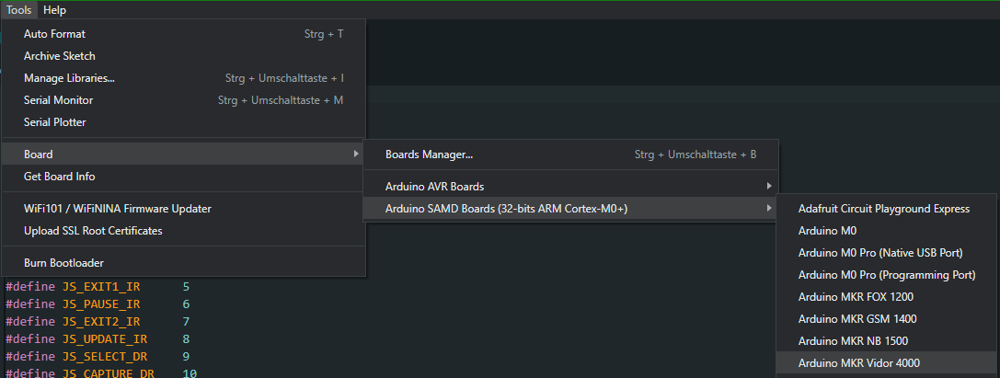 Tools Help
Auto Format Strg + T
Archive Sketch
Manage Libraries... Strg + Umschalttaste + I
Serial Monitor Strg + Umschalttaste + M
Serial Plotter
Board
Get Board Info
WiFi101 / WiFiNINA Firmware Updater
Upload SSL Root Certificates
Burn Bootloader
Boards Manager... Strg + Umschalttaste + B
Arduino AVR Boards
Arduino SAMD Boards (32-bits ARM Cortex-M0+)
Adafruit Circuit Playground Express
Arduino M0
Arduino M0 Pro (Native USB Port)
Arduino M0 Pro (Programming Port)
Arduino MKR FOX 1200
Arduino MKR GSM 1400
Arduino MKR NB 1500
Arduino MKR Vidor 4000
#define JS_EXIT1_IR 5
#define JS_PAUSE_IR 6
#define JS_EXIT2_IR 7
#define JS_UPDATE_IR 8
#define JS_SELECT_DR 9
#define JS_CAPTURE_DR 10